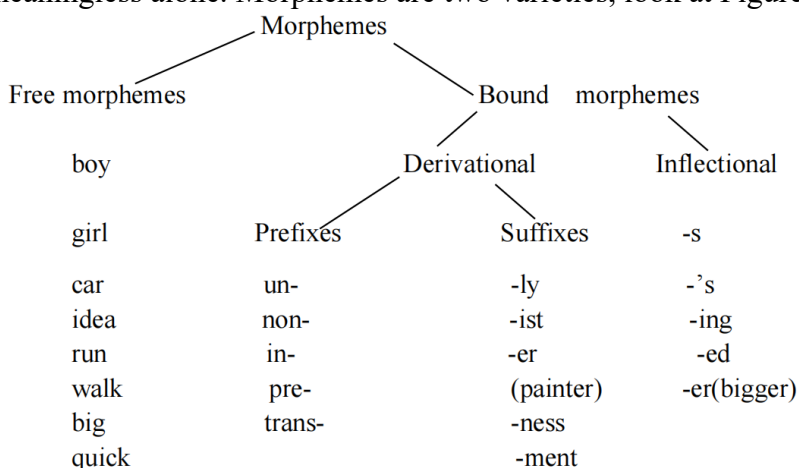 meaningless alone. Morphemes are two varieties, look at Figure
Morphemes
Free morphemes Bound morphemes
boy Derivational Inflectional
girl Prefixes Suffixes -s
car un- -ly -’s
idea non- -ist -ing
run in- -er -ed
walk pre- (painter) -er(bigger)
big trans- -ness
quick -ment